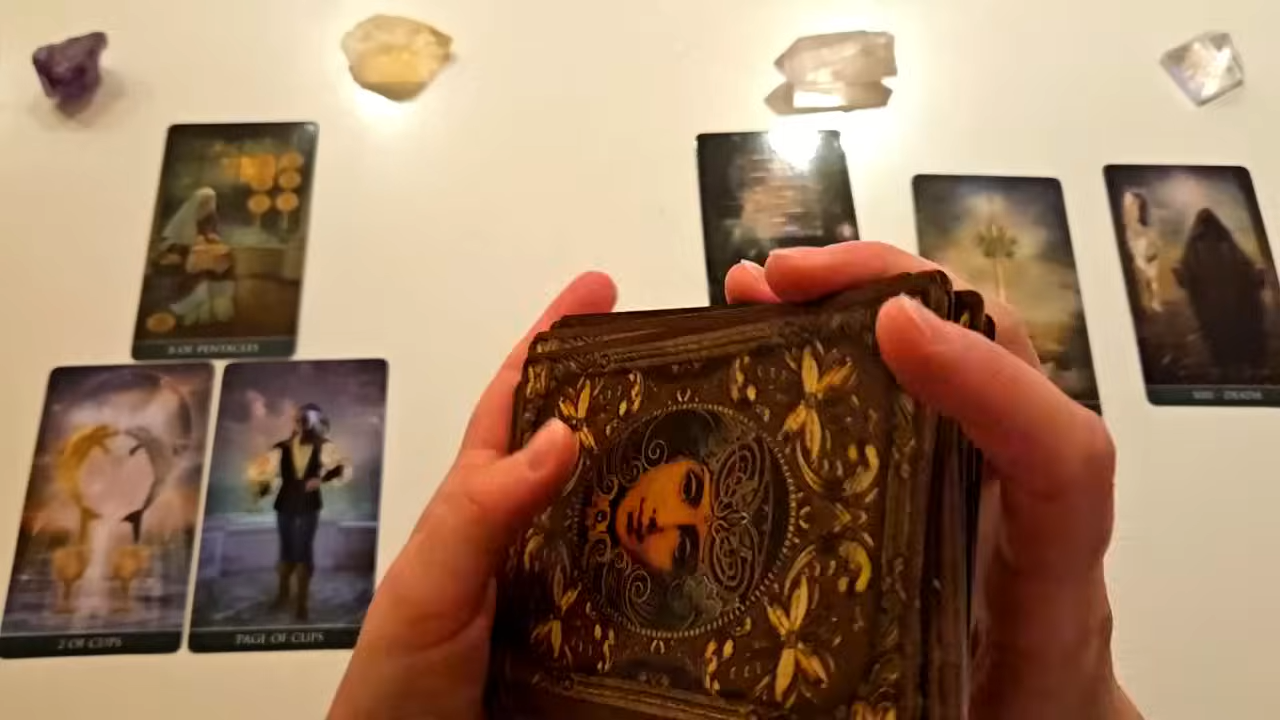 8 OF PENTACLES
2 OF CUPS
PAGE OF CUPS
XIII · DEATH